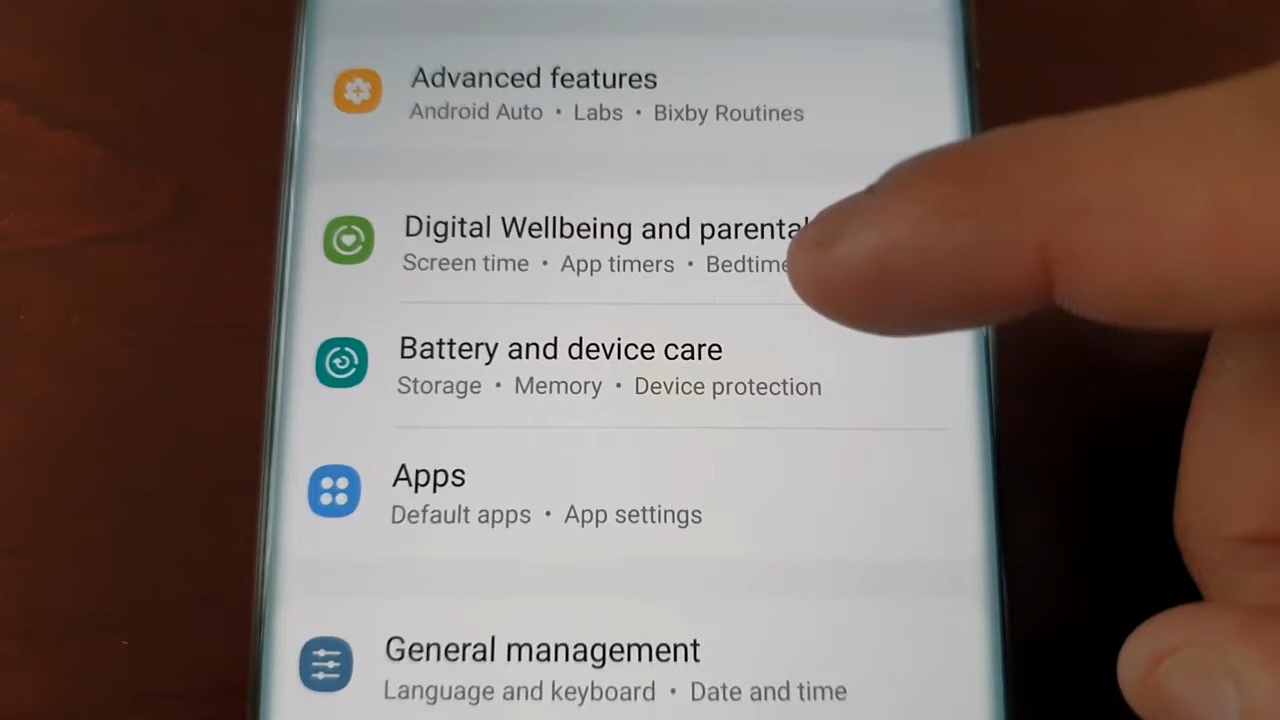 Advanced features
Android Auto • Labs • Bixby Routines
Digital Wellbeing and parental
Screen time • App timers • Bedtime
Battery and device care
Storage • Memory • Device protection
Apps
Default apps • App settings
General management
Language and keyboard • Date and time